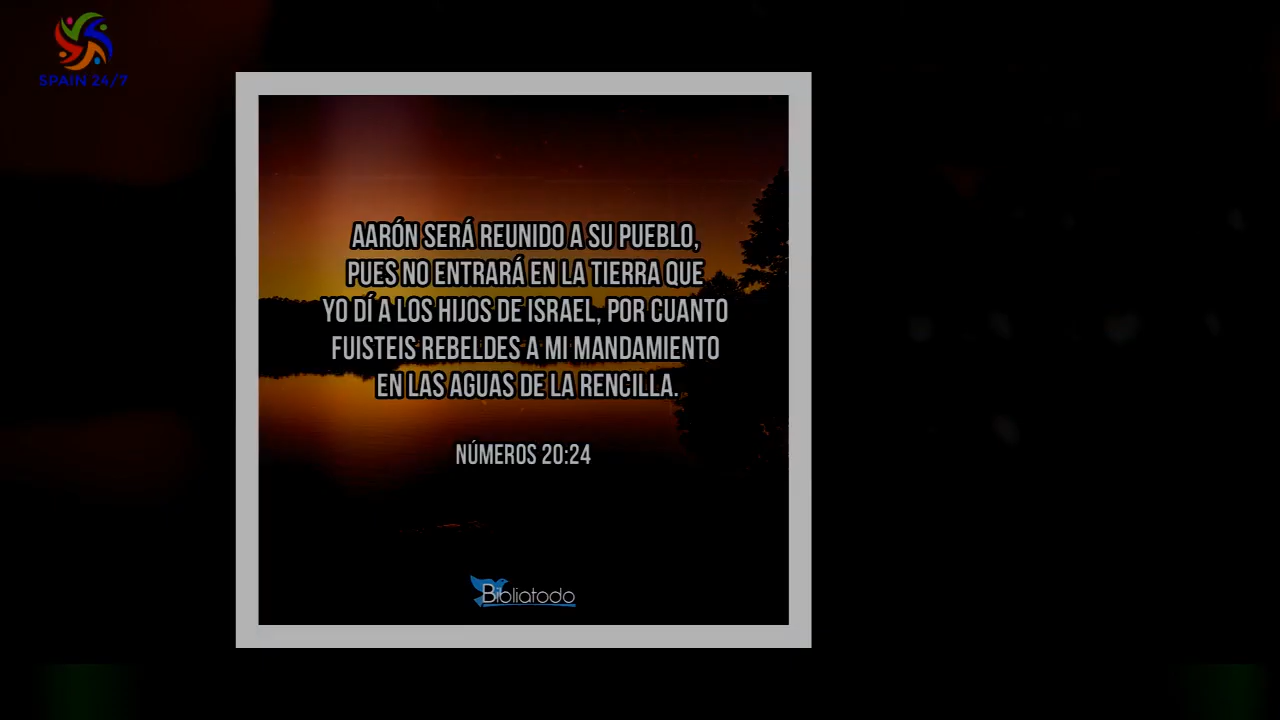 SPAIN 24/7
AARÓN SERÁ REUNIDO A SU PUEBLO,
PUES NO ENTRARÁ EN LA TIERRA QUE
YO DÍ A LOS HIJOS DE ISRAEL, POR CUANTO
FUISTEIS REBELDES A MI MANDAMIENTO
EN LAS AGUAS DE LA RENCILLA.
NÚMEROS 20:24
Bibliatodo